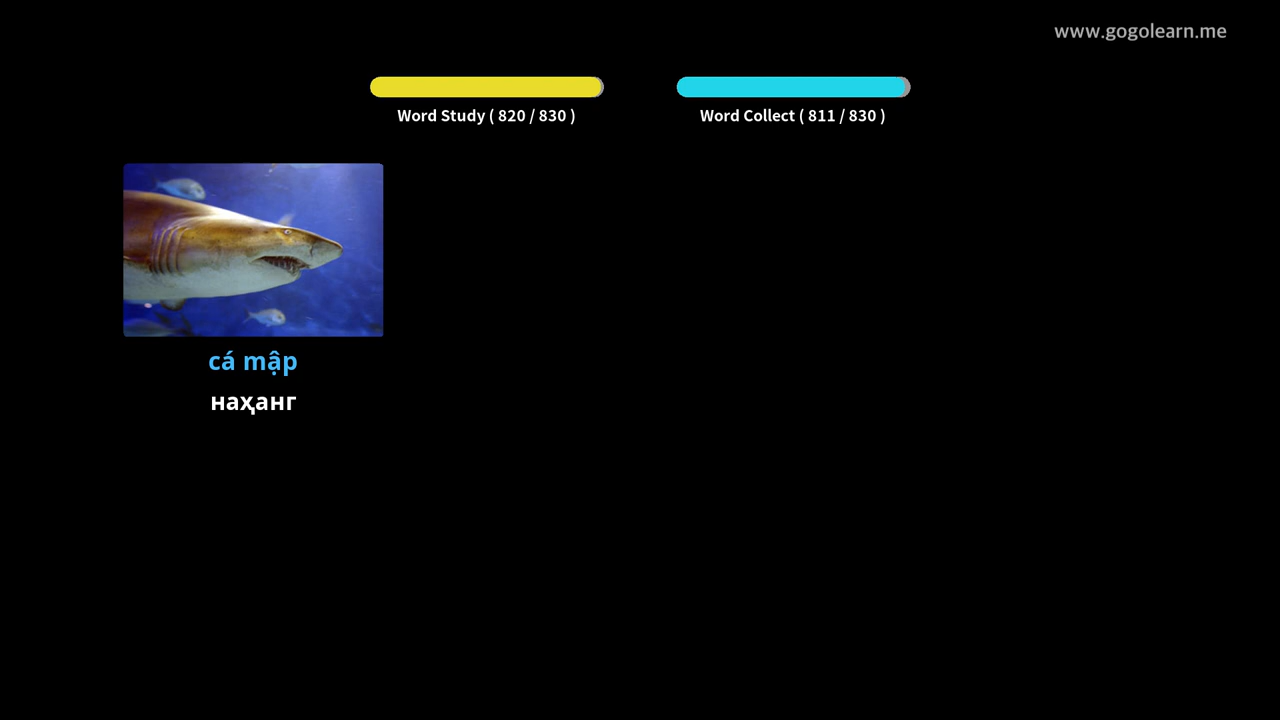 www.gogolearn.me
Word Study ( 820 / 830 )
Word Collect ( 811 / 830 )
cá mập
наҳанг